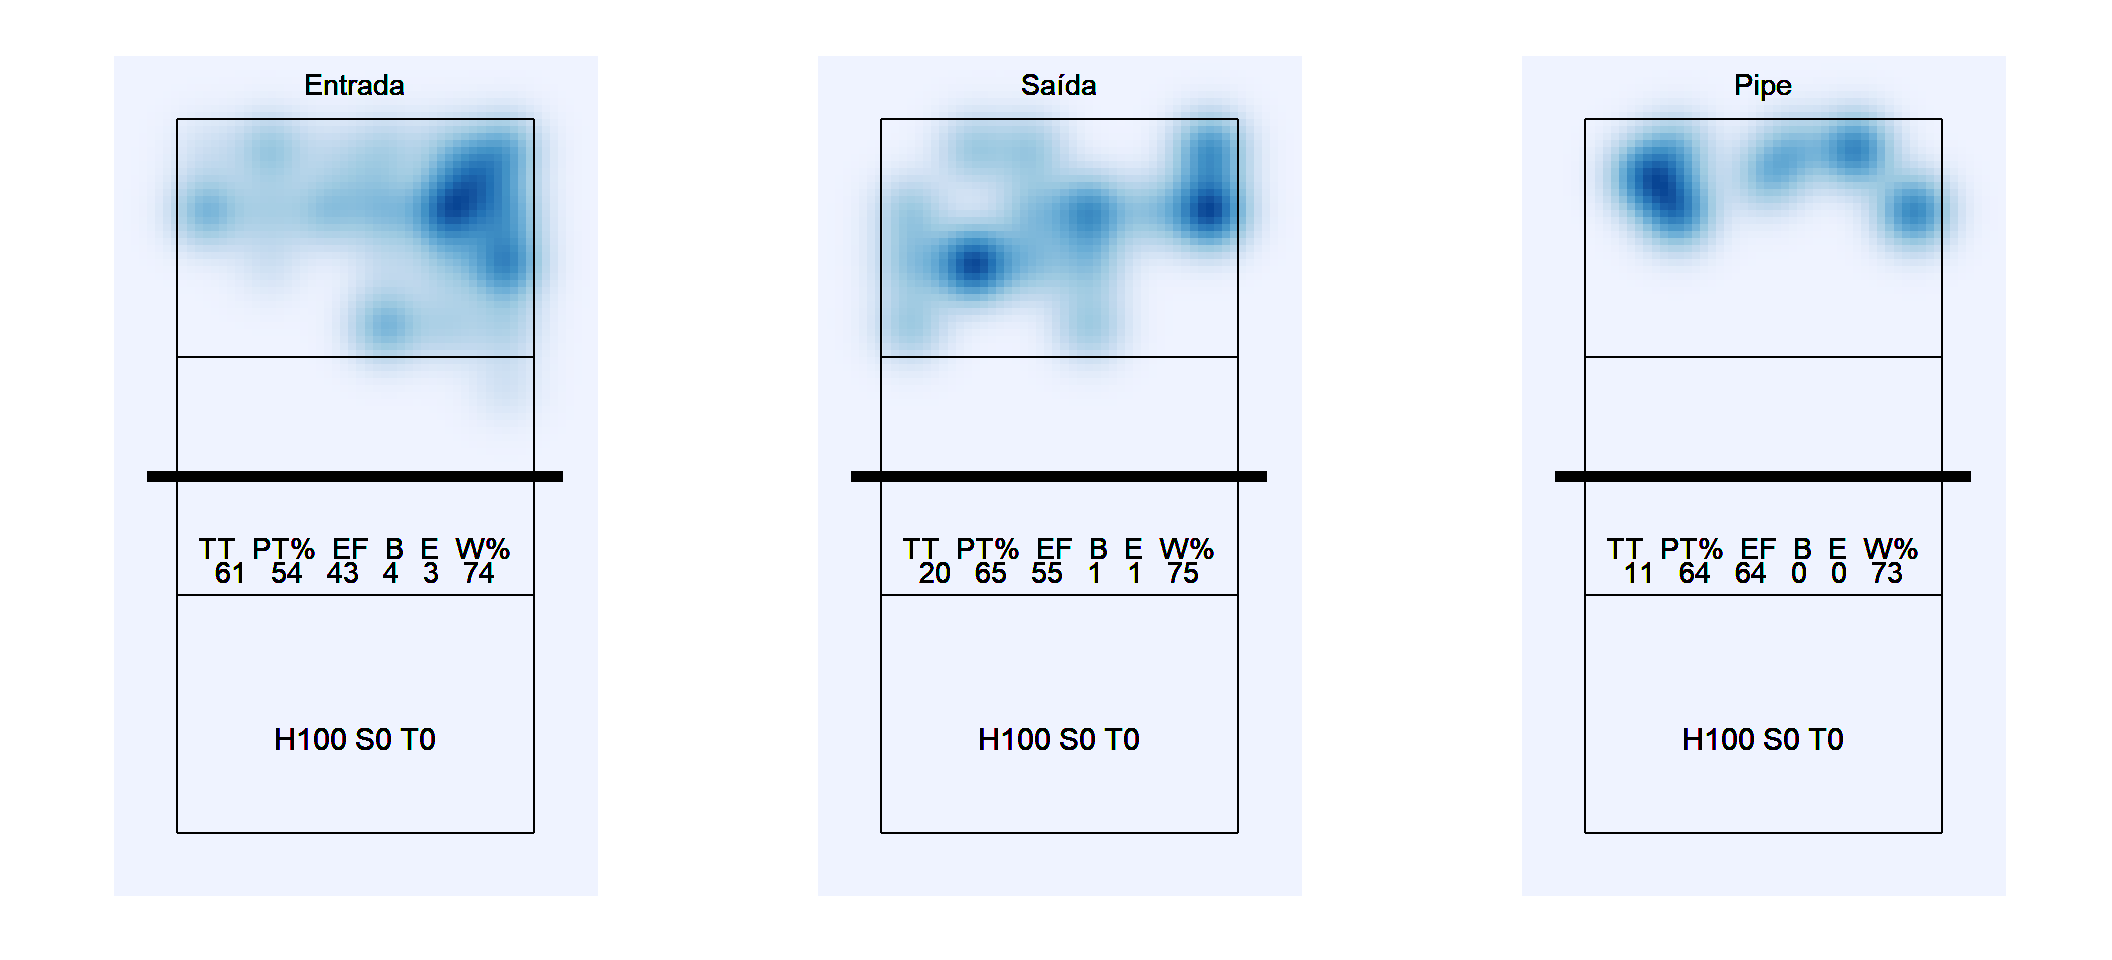 Entrada
TT PT% EF B E W%
61 54 43 4 3 74
H100 S0 T0
Saída
TT PT% EF B E W%
20 65 55 1 1 75
H100 S0 T0
Pipe
TT PT% EF B E W%
11 64 64 0 0 73
H100 S0 T0